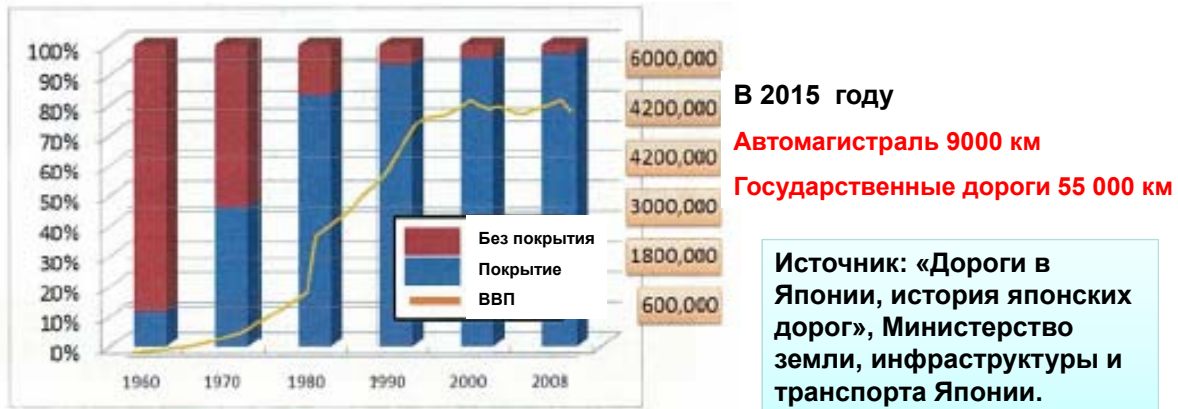 100%
90%
80%
70%
60%
50%
40%
30%
20%
10%
0%
1960
1970
1980
1990
2000
2008
Без покрытия
Покрытие
ВВП
6000,000
4200,000
4200,000
3000,000
1800,000
600,000
В 2015 году
Автомагистраль 9000 км
Государственные дороги 55 000 км
Источник: «Дороги в
Японии, история японских
дорог», Министерство
земли, инфраструктуры и
транспорта Японии.